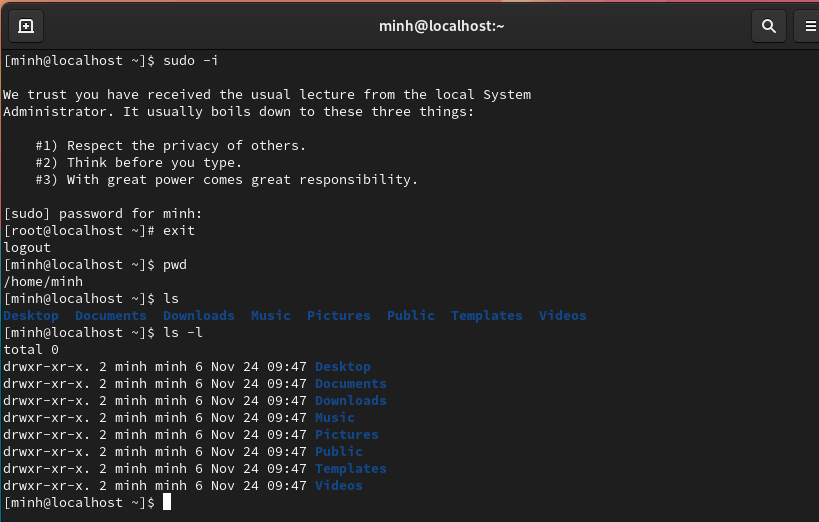 minh@localhost:~
[minh@localhost ~]$ sudo -i
We trust you have received the usual lecture from the local System
Administrator. It usually boils down to these three things:
#1) Respect the privacy of others.
#2) Think before you type.
#3) With great power comes great responsibility.
[sudo] password for minh:
[root@localhost ~]# exit
logout
[minh@localhost ~]$ pwd
/home/minh
[minh@localhost ~]$ ls
Desktop  Documents  Downloads  Music  Pictures  Public  Templates  Videos
[minh@localhost ~]$ ls -l
total 0
drwxr-xr-x. 2 minh minh 6 Nov 24 09:47 Desktop
drwxr-xr-x. 2 minh minh 6 Nov 24 09:47 Documents
drwxr-xr-x. 2 minh minh 6 Nov 24 09:47 Downloads
drwxr-xr-x. 2 minh minh 6 Nov 24 09:47 Music
drwxr-xr-x. 2 minh minh 6 Nov 24 09:47 Pictures
drwxr-xr-x. 2 minh minh 6 Nov 24 09:47 Public
drwxr-xr-x. 2 minh minh 6 Nov 24 09:47 Templates
drwxr-xr-x. 2 minh minh 6 Nov 24 09:47 Videos
[minh@localhost ~]$